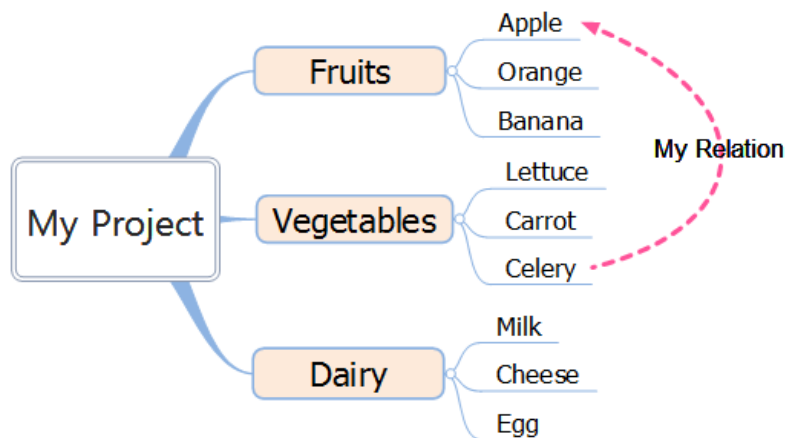 My Project
Fruits
Apple
Orange
Banana
My Relation
Vegetables
Lettuce
Carrot
Celery
Dairy
Milk
Cheese
Egg